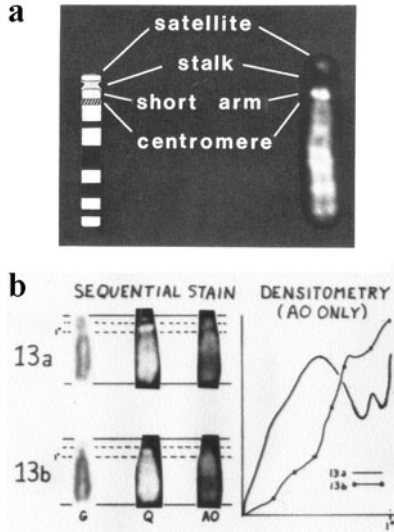 a
satellite
stalk
short arm
centromere
b
SEQUENTIAL STAIN
DENSITOMETRY
(AO ONLY)
13a
13b
13a
13b
G Q AO